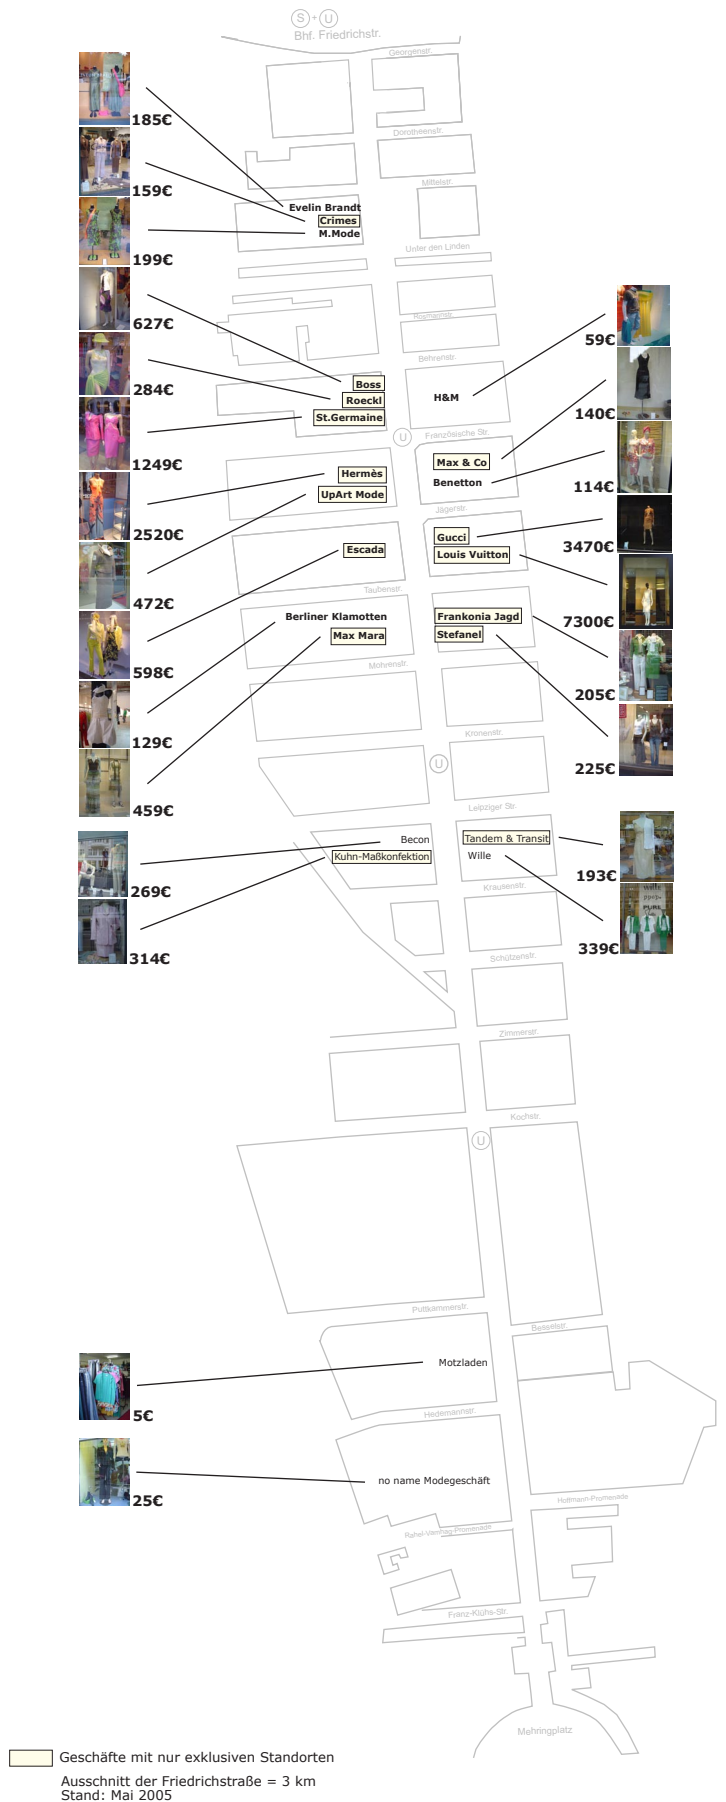 S + U
Bhf. Friedrichstr.
Georgenstr.
Dorotheenstr.
Mittelstr.
185€
159€
199€
Evelin Brandt
Crimes
M.Mode
Unter den Linden
627€
Rosmarinstr.
59€
Behrenstr.
284€
Boss
Roeckl
St.Germaine
H&M
140€
U
Französische Str.
1249€
Max & Co
Benetton
114€
Hermès
UpArt Mode
Jägerstr.
2520€
Gucci
Louis Vuitton
3470€
Escada
472€
Taubenstr.
7300€
Berliner Klamotten
Max Mara
Frankonia Jagd
Stefanel
598€
Mohrenstr.
205€
129€
Kronenstr.
U
225€
459€
Leipziger Str.
Becon
Kuhn-Maßkonfektion
Tandem & Transit
Wille
193€
269€
Krausenstr.
339€
314€
Schützenstr.
Zimmerstr.
Kochstr.
U
Puttkammerstr.
Besselstr.
Motzladen
5€
Hedemannstr.
no name Modegeschäft
25€
Hoffmann-Promenade
Rahel-Varnhag-Promenade
Franz-Klühs-Str.
Mehringplatz
Geschäfte mit nur exklusiven Standorten
Ausschnitt der Friedrichstraße = 3 km
Stand: Mai 2005